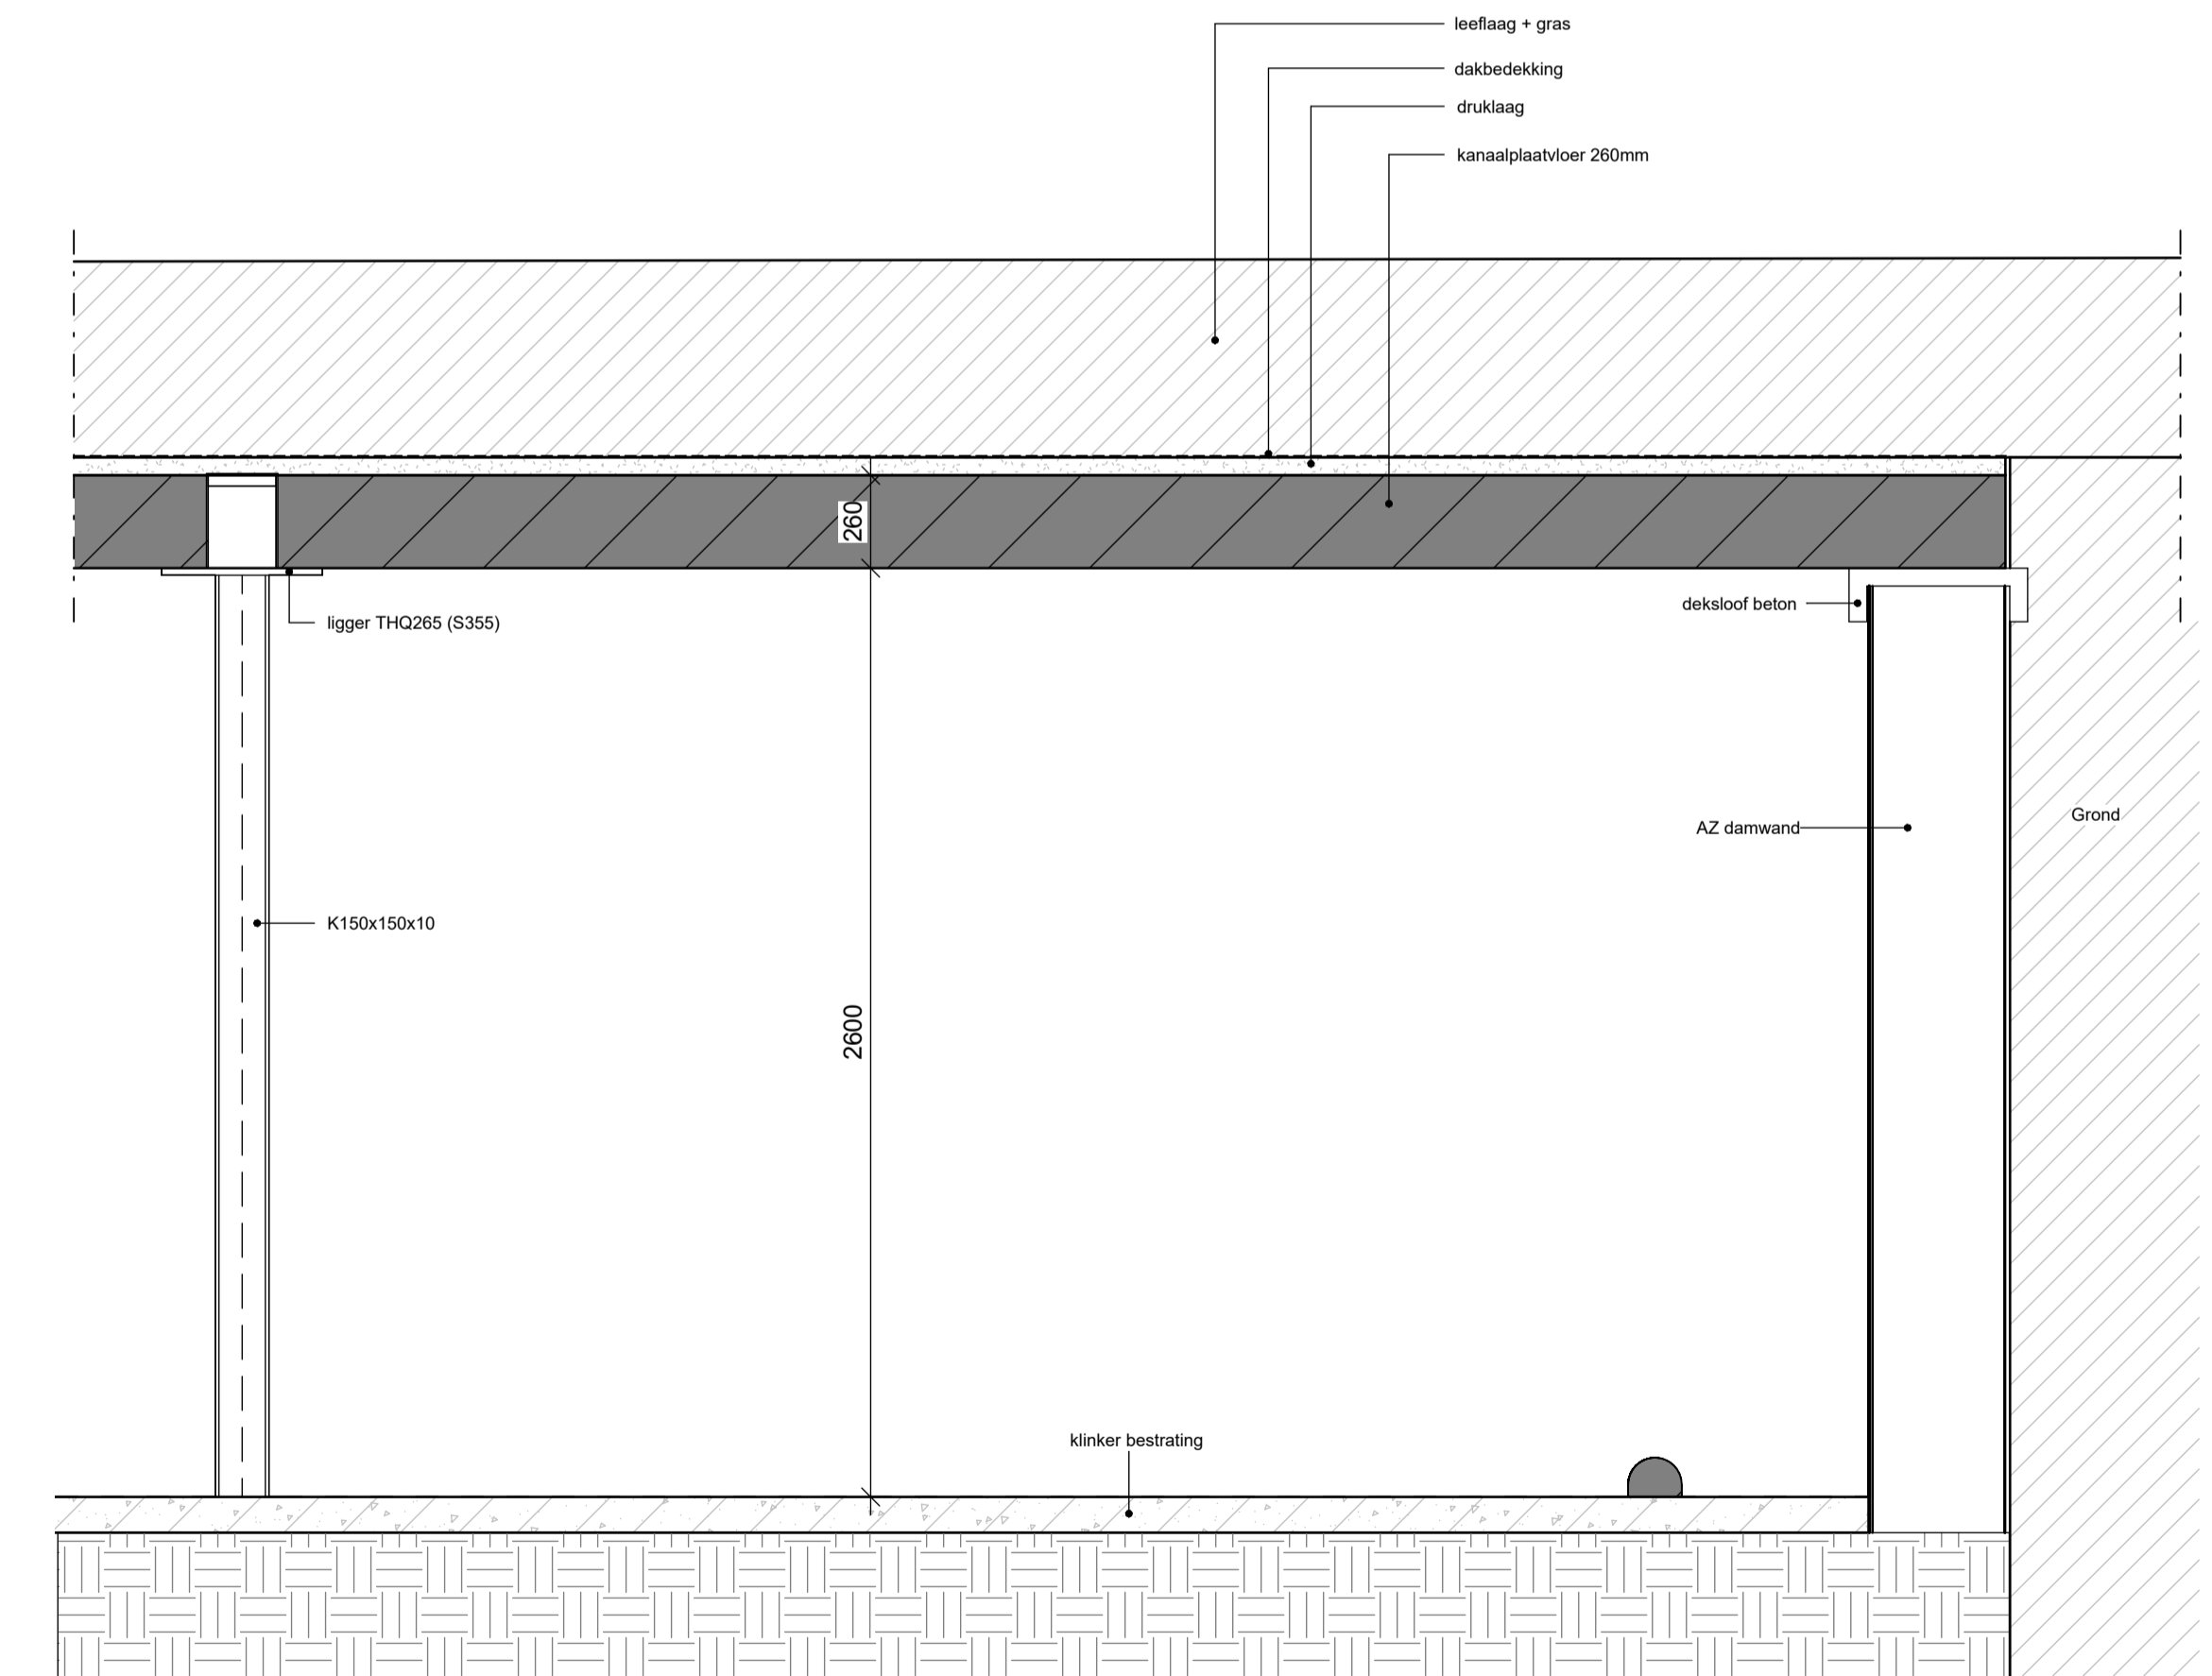 leeflaag + gras
dakbedekking
druklaag
kanaalplaatvloer 260mm
260
deksloof beton
ligger THQ265 (S355)
Grond
AZ damwand
K150x150x10
2600
klinker bestrating